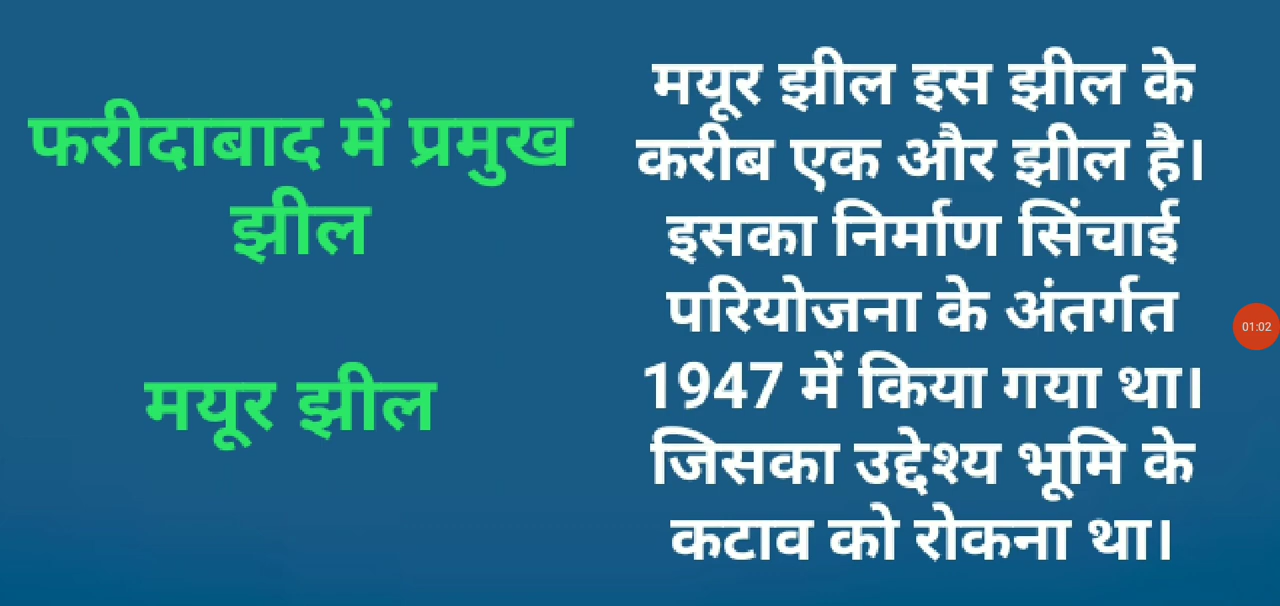 फरीदाबाद में प्रमुख
झील
मयूर झील
मयूर झील इस झील के
करीब एक और झील है।
इसका निर्माण सिंचाई
परियोजना के अंतर्गत
1947 में किया गया था।
जिसका उद्देश्य भूमि के
कटाव को रोकना था।
01:02